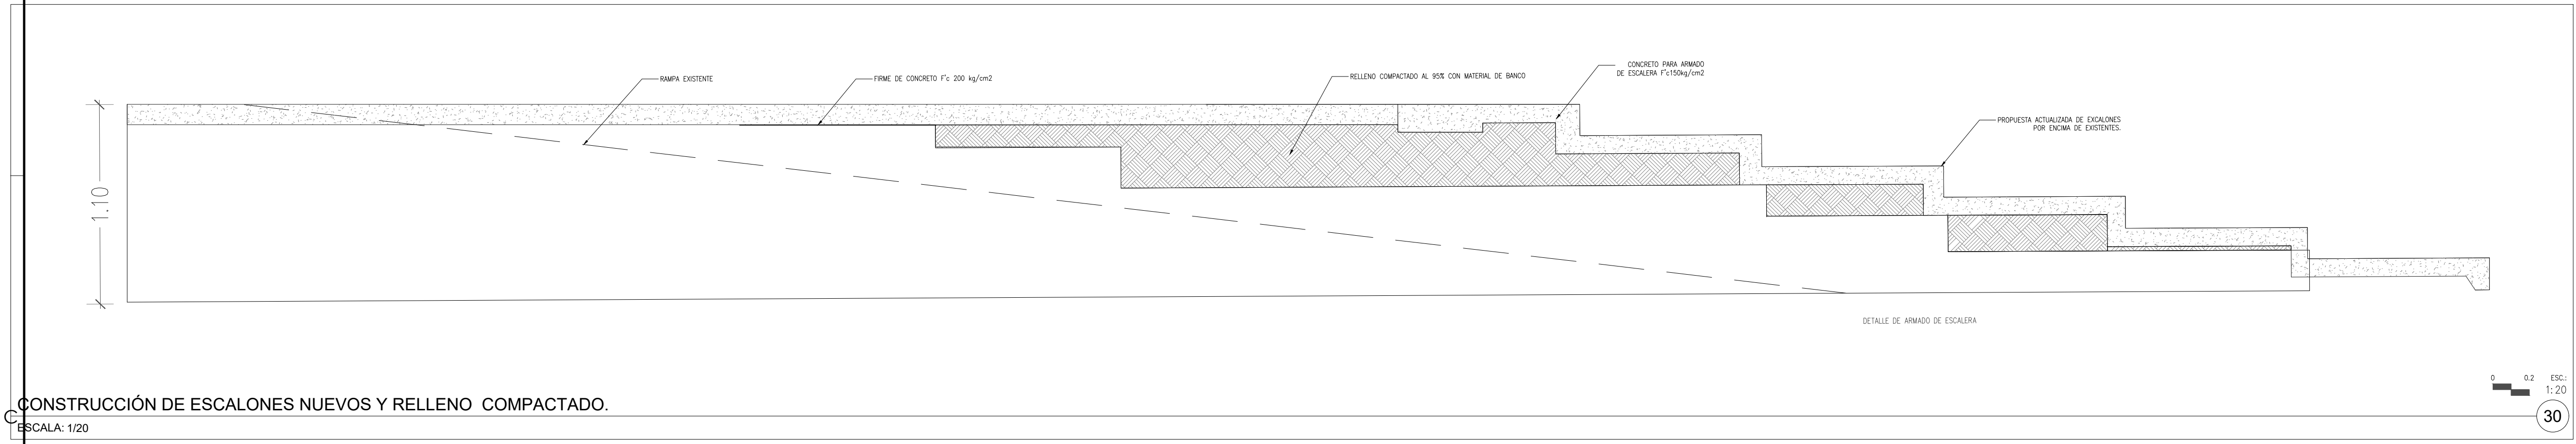 RAMPA EXISTENTE
FIRME DE CONCRETO F'c 200 kg/cm2
RELLENO COMPACTADO AL 95% CON MATERIAL DE BANCO
CONCRETO PARA ARMADO
DE ESCALERA F'c150kg/cm2
PROPUESTA ACTUALIZADA DE EXCALONES
POR ENCIMA DE EXISTENTES.
1.10
DETALLE DE ARMADO DE ESCALERA
0 0.2 ESC.:
1:20
CONSTRUCCIÓN DE ESCALONES NUEVOS Y RELLENO COMPACTADO.
C
ESCALA: 1/20
30